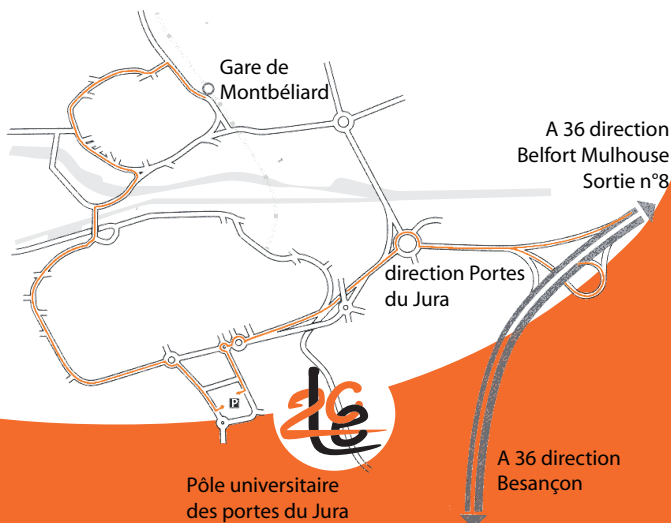 Gare de
Montbéliard
A 36 direction
Belfort Mulhouse
Sortie n°8
direction Portes
du Jura
P
A 36 direction
Besançon
Pôle universitaire
des portes du Jura